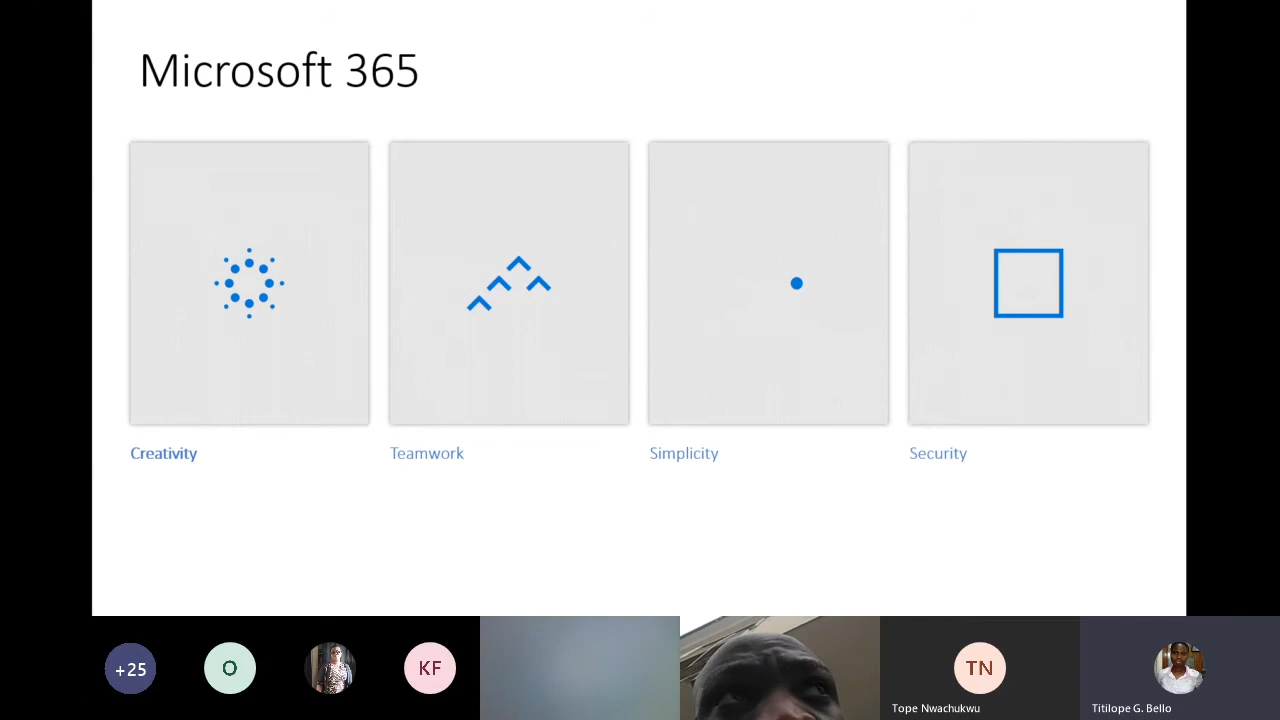 Microsoft 365
Creativity
Teamwork
Simplicity
Security
+25
O
KF
TN
Tope Nwachukwu
Titilope G. Bello